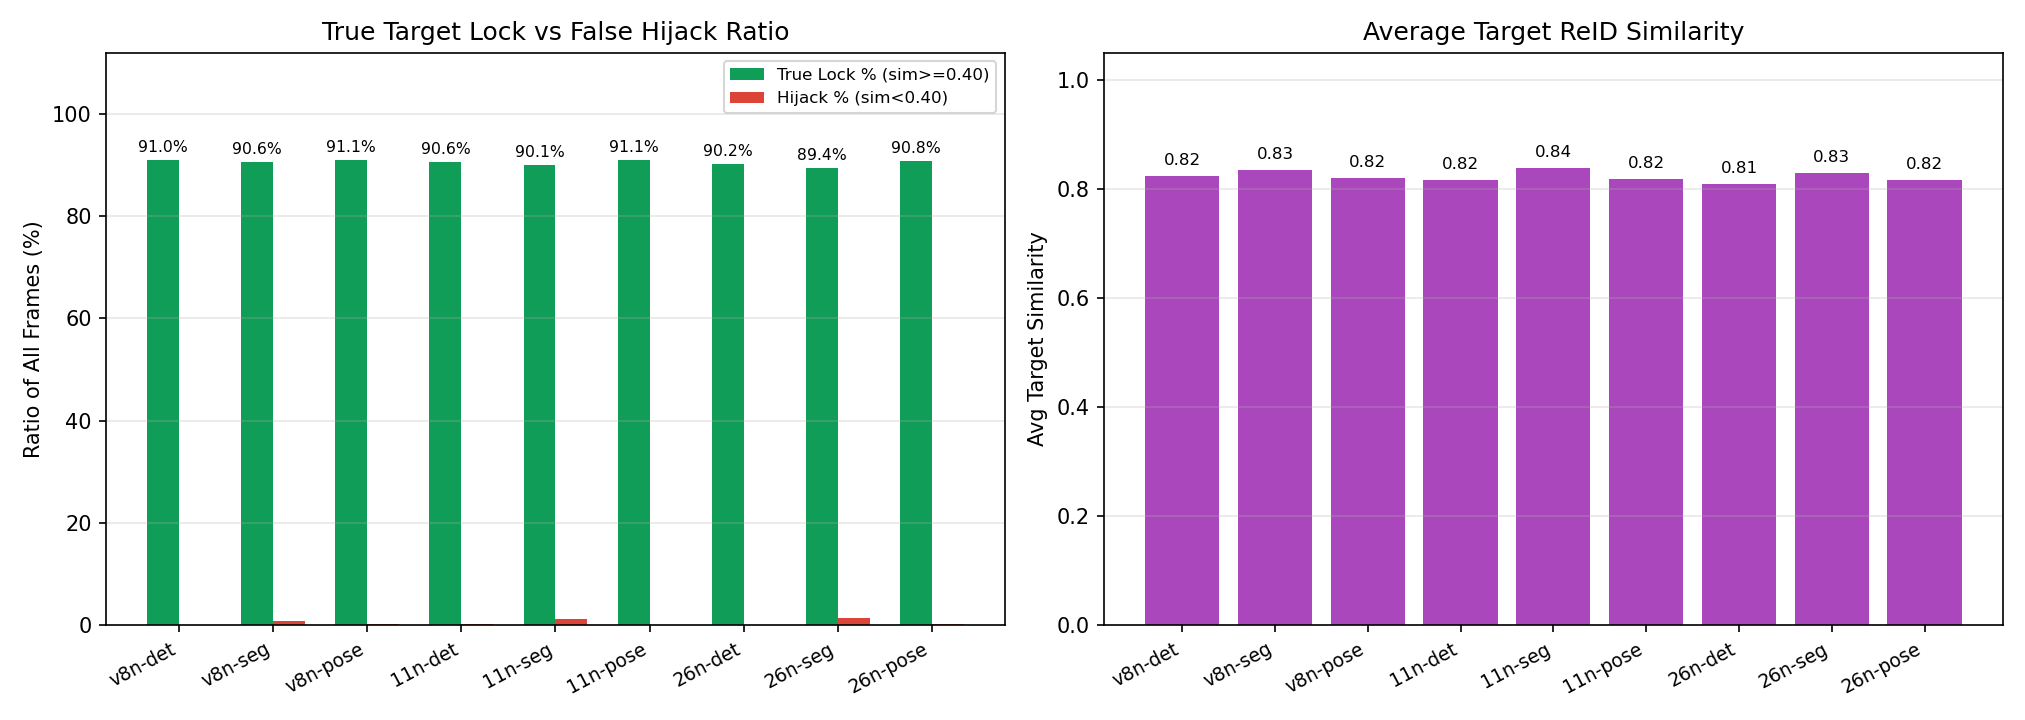 True Target Lock vs False Hijack Ratio
True Lock % (sim>=0.40)
Hijack % (sim<0.40)
Ratio of All Frames (%)
100
80
60
40
20
0
91.0%
90.6%
91.1%
90.6%
90.1%
91.1%
90.2%
89.4%
90.8%
v8n-det
v8n-seg
v8n-pose
11n-det
11n-seg
11n-pose
26n-det
26n-seg
26n-pose
Average Target ReID Similarity
Avg Target Similarity
1.0
0.8
0.6
0.4
0.2
0.0
0.82
0.83
0.82
0.82
0.84
0.82
0.81
0.83
0.82
v8n-det
v8n-seg
v8n-pose
11n-det
11n-seg
11n-pose
26n-det
26n-seg
26n-pose